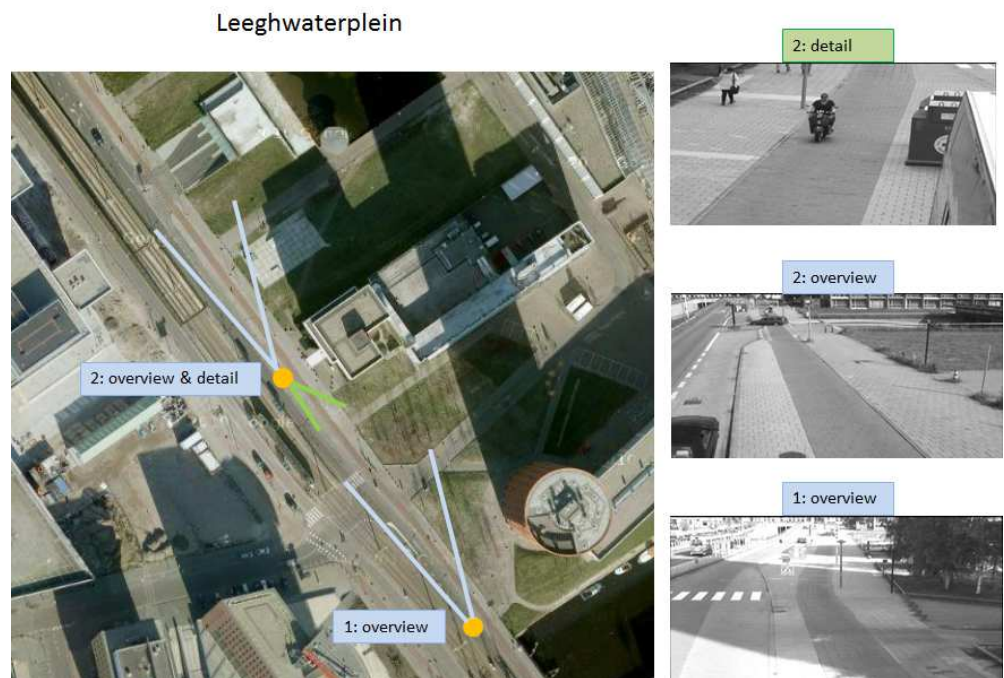 Leeghwaterplein
2: detail
2: overview
2: overview & detail
1: overview
1: overview